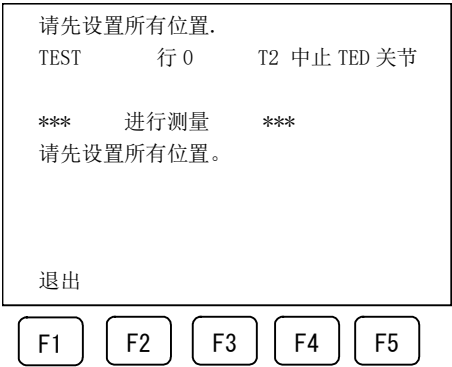 请先设置所有位置.
TEST 行 0 T2 中止 TED 关节
*** 进行测量 ***
请先设置所有位置。
退出
F1 F2 F3 F4 F5